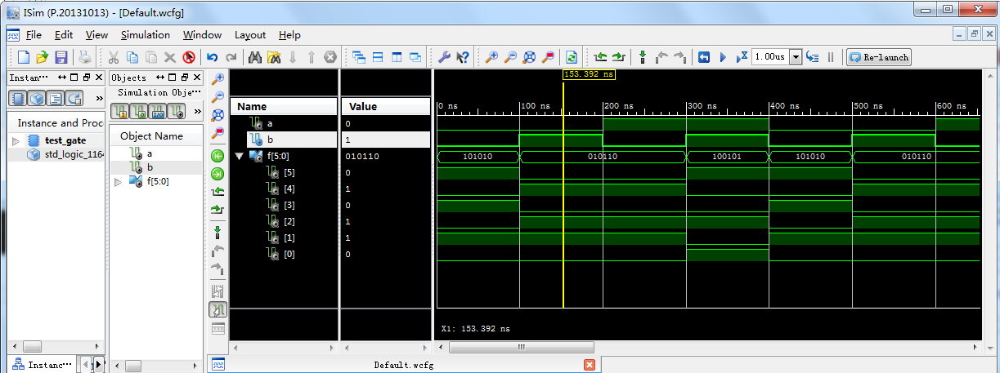 ISim (P.20131013) - [Default.wcfg]
File Edit View Simulation Window Layout Help
1.00us Re-launch
Instan···
Objects
Simulation Obje···
Instance and Proc
test_gate
std_logic_1164
Object Name
a
b
f[5:0]
Instanc···
153.392 ns
Name Value
0 ns 100 ns 200 ns 300 ns 400 ns 500 ns 600 ns
a 0
b 1
f[5:0] 010110 101010 010110 100101 101010 010110
[5] 0
[4] 1
[3] 0
[2] 1
[1] 1
[0] 0
X1: 153.392 ns
Default.wcfg